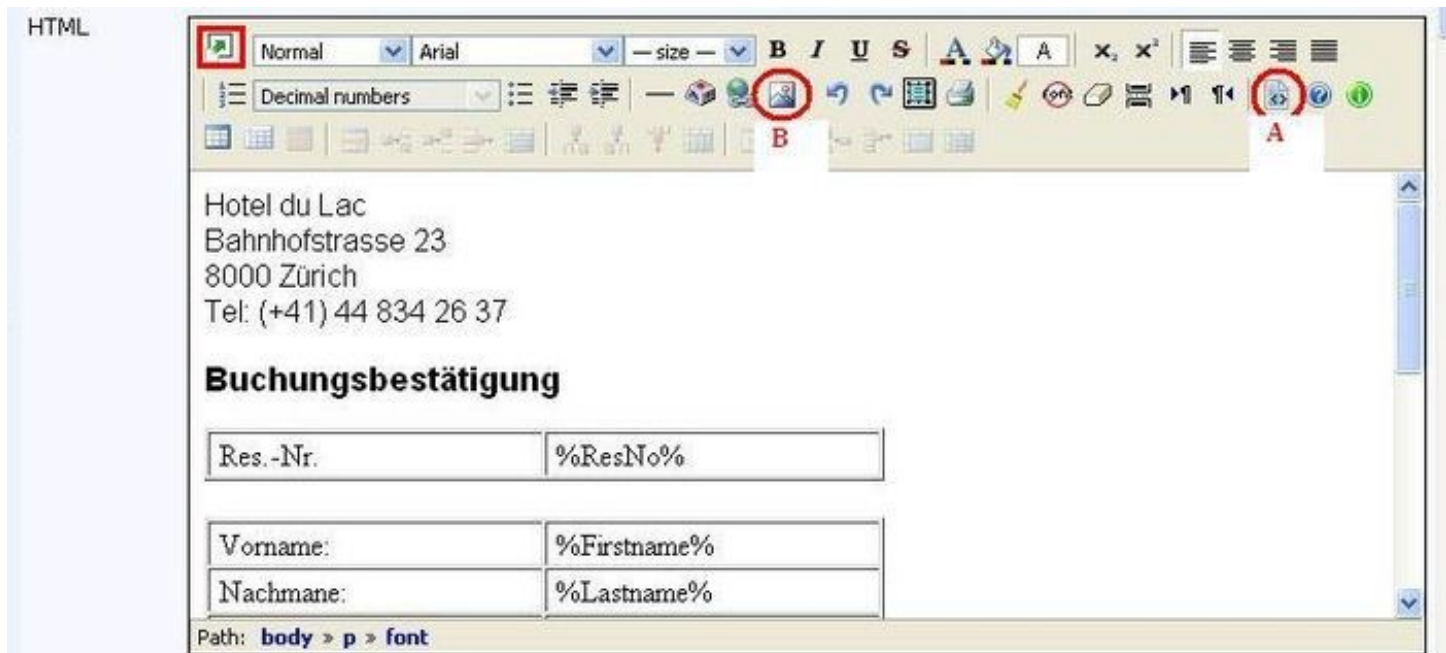 HTML
Normal Arial — size — B I U S A A x₂ x²
Decimal numbers
B A
Hotel du Lac
Bahnhofstrasse 23
8000 Zürich
Tel: (+41) 44 834 26 37
Buchungsbestätigung
Res.-Nr. %ResNo%
Vorname: %Firstname%
Nachmane: %Lastname%
Path: body » p » font